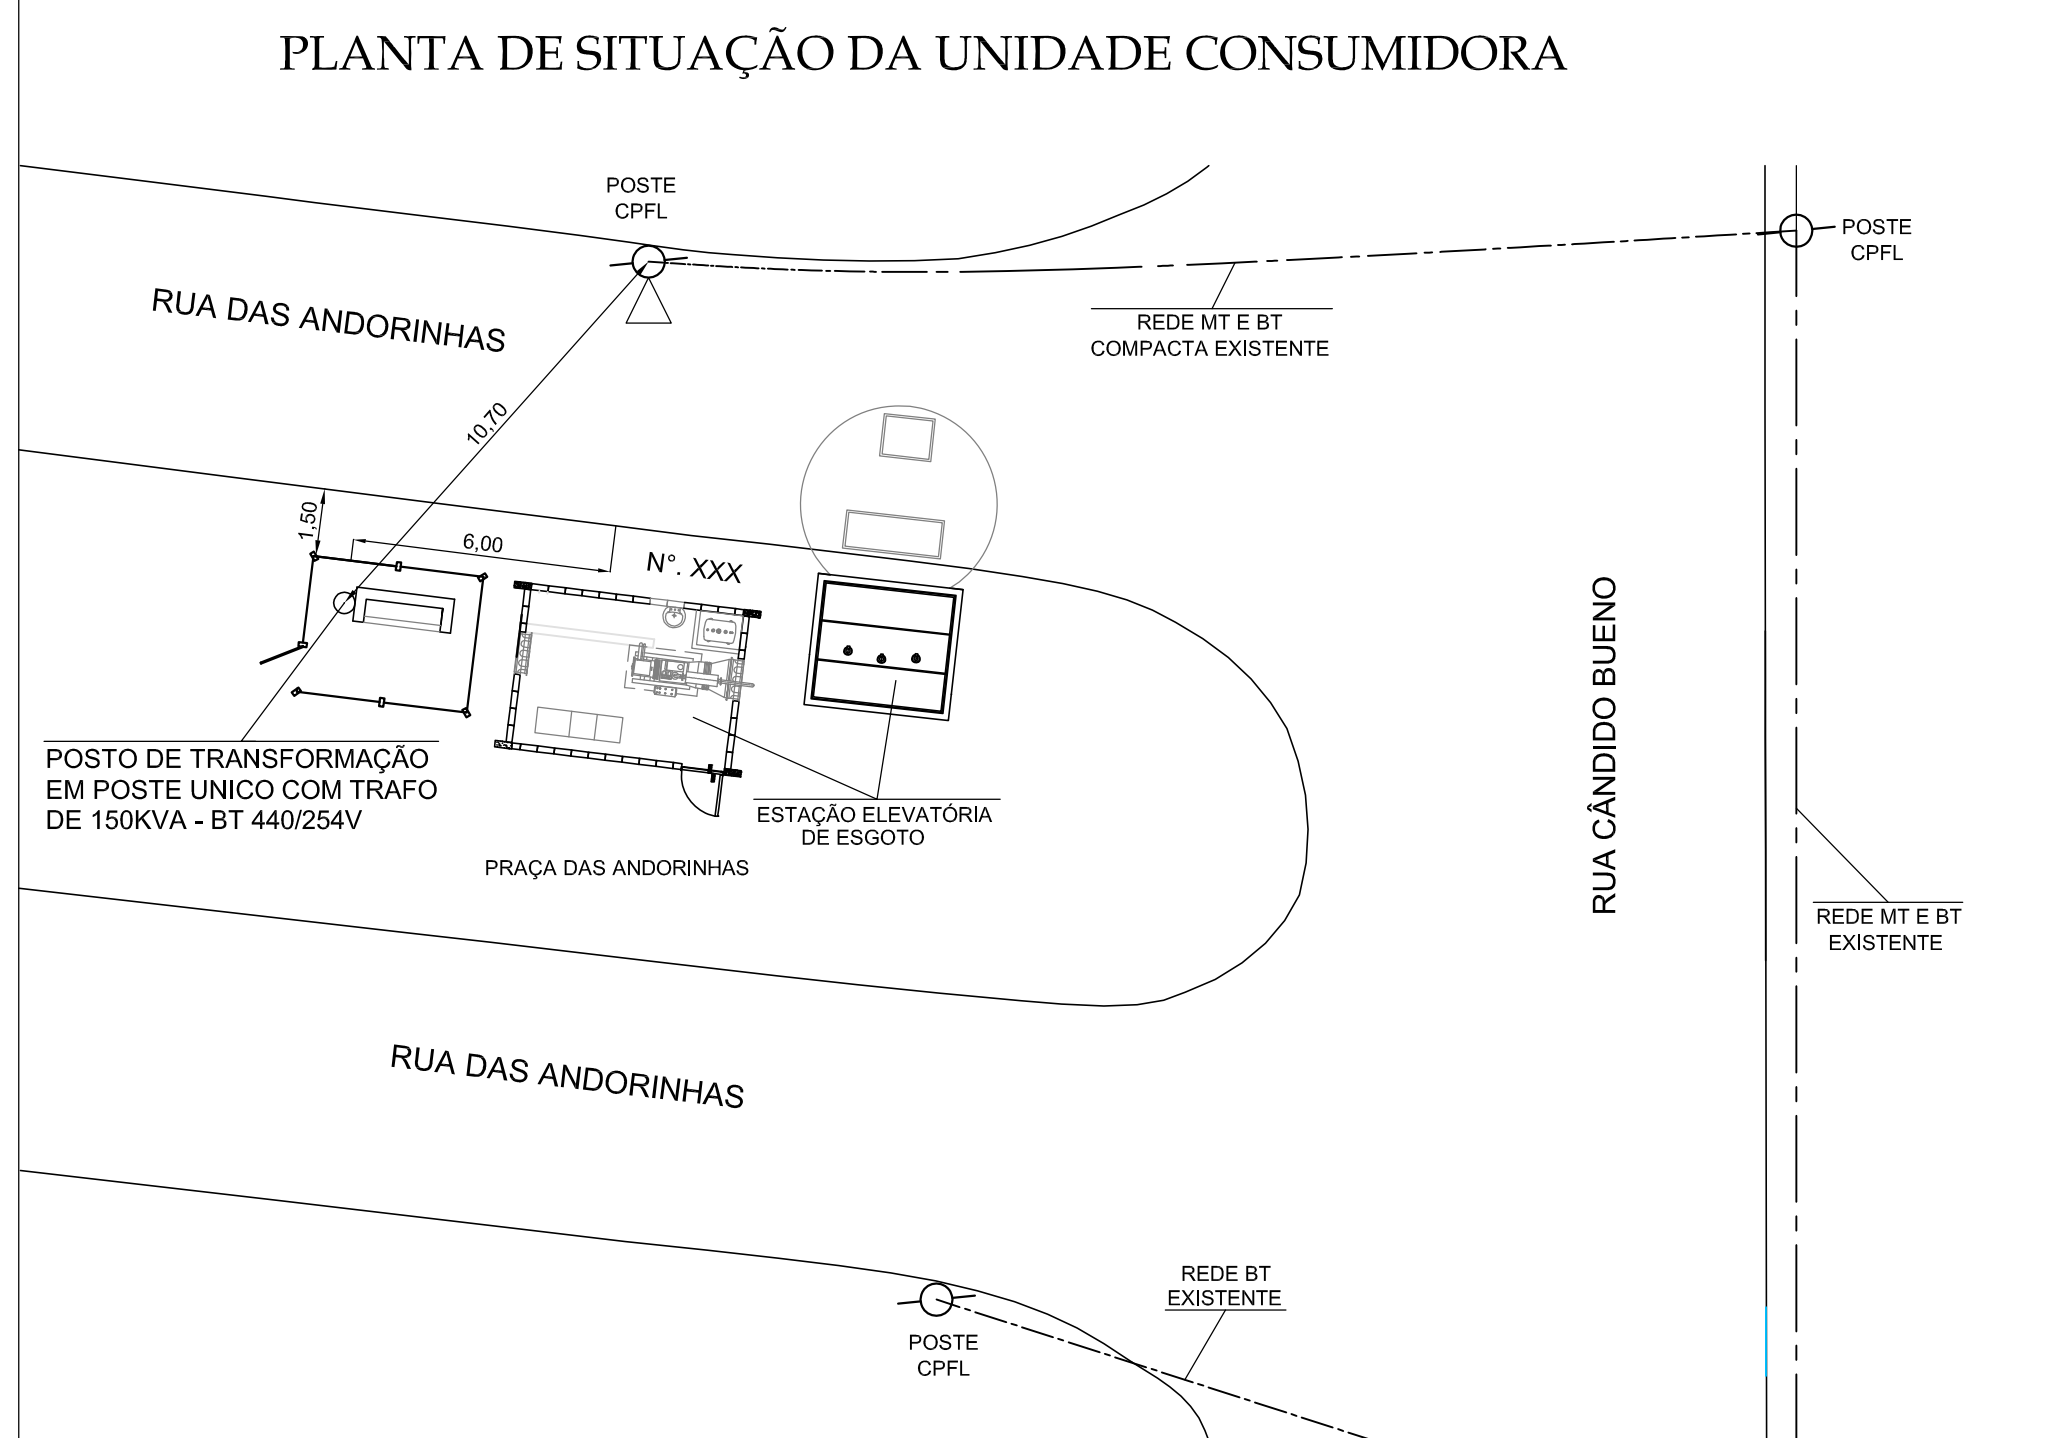 PLANTA DE SITUAÇÃO DA UNIDADE CONSUMIDORA
POSTE
CPFL
POSTE
CPFL
RUA DAS ANDORINHAS
REDE MT E BT
COMPACTA EXISTENTE
10,70
1,50
6,00
N°. XXX
RUA CÂNDIDO BUENO
POSTO DE TRANSFORMAÇÃO
EM POSTE UNICO COM TRAFO
DE 150KVA - BT 440/254V
ESTAÇÃO ELEVATÓRIA
DE ESGOTO
PRAÇA DAS ANDORINHAS
REDE MT E BT
EXISTENTE
RUA DAS ANDORINHAS
REDE BT
EXISTENTE
POSTE
CPFL